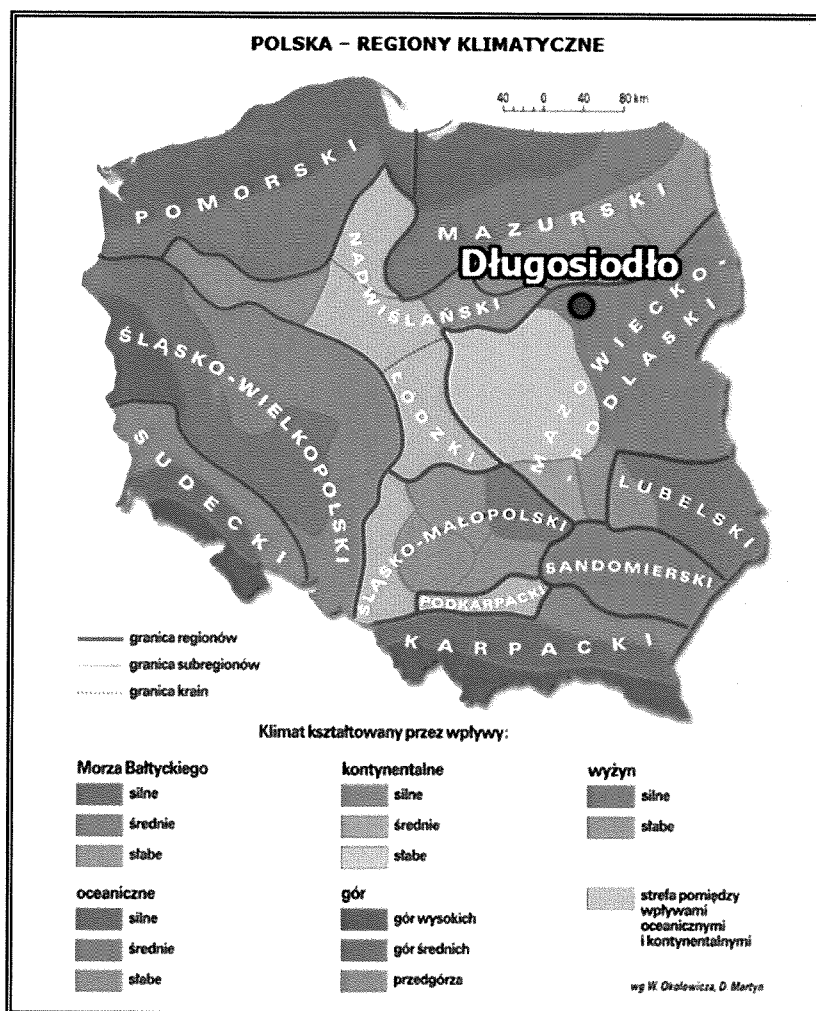 POLSKA – REGIONY KLIMATYCZNE
40 0 40 80 km
POMORSKI
MAZURSKI
NADWIŚLAŃSKI
Długosiodło
MAZOWIECKO-
-PODLASKI
ŚLĄSKO-WIELKOPOLSKI
ŁÓDZKI
SUDECKI
LUBELSKI
ŚLĄSKO-MAŁOPOLSKI
SANDOMIERSKI
PODKARPACKI
KARPACKI
granica regionów
granica subregionów
granica krain
Klimat kształtowany przez wpływy:
Morza Bałtyckiego
silne
średnie
słabe
kontynentalne
silne
średnie
słabe
wyżyn
silne
słabe
oceaniczne
silne
średnie
słabe
gór
gór wysokich
gór średnich
przedgórza
strefa pomiędzy
wpływami
oceanicznymi
i kontynentalnymi
wg W. Okołowicza, D. Martyn